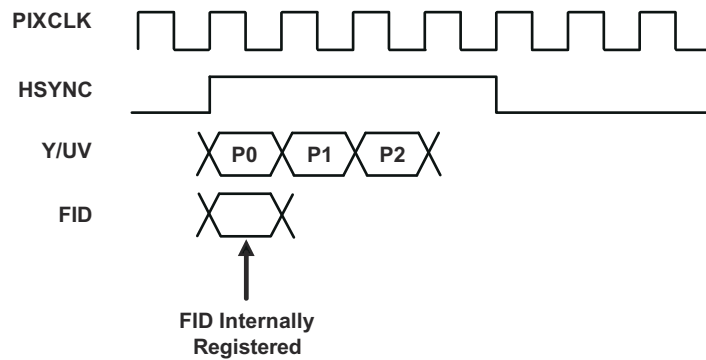 PIXCLK
HSYNC
Y/UV
P0 P1 P2
FID
FID Internally
Registered